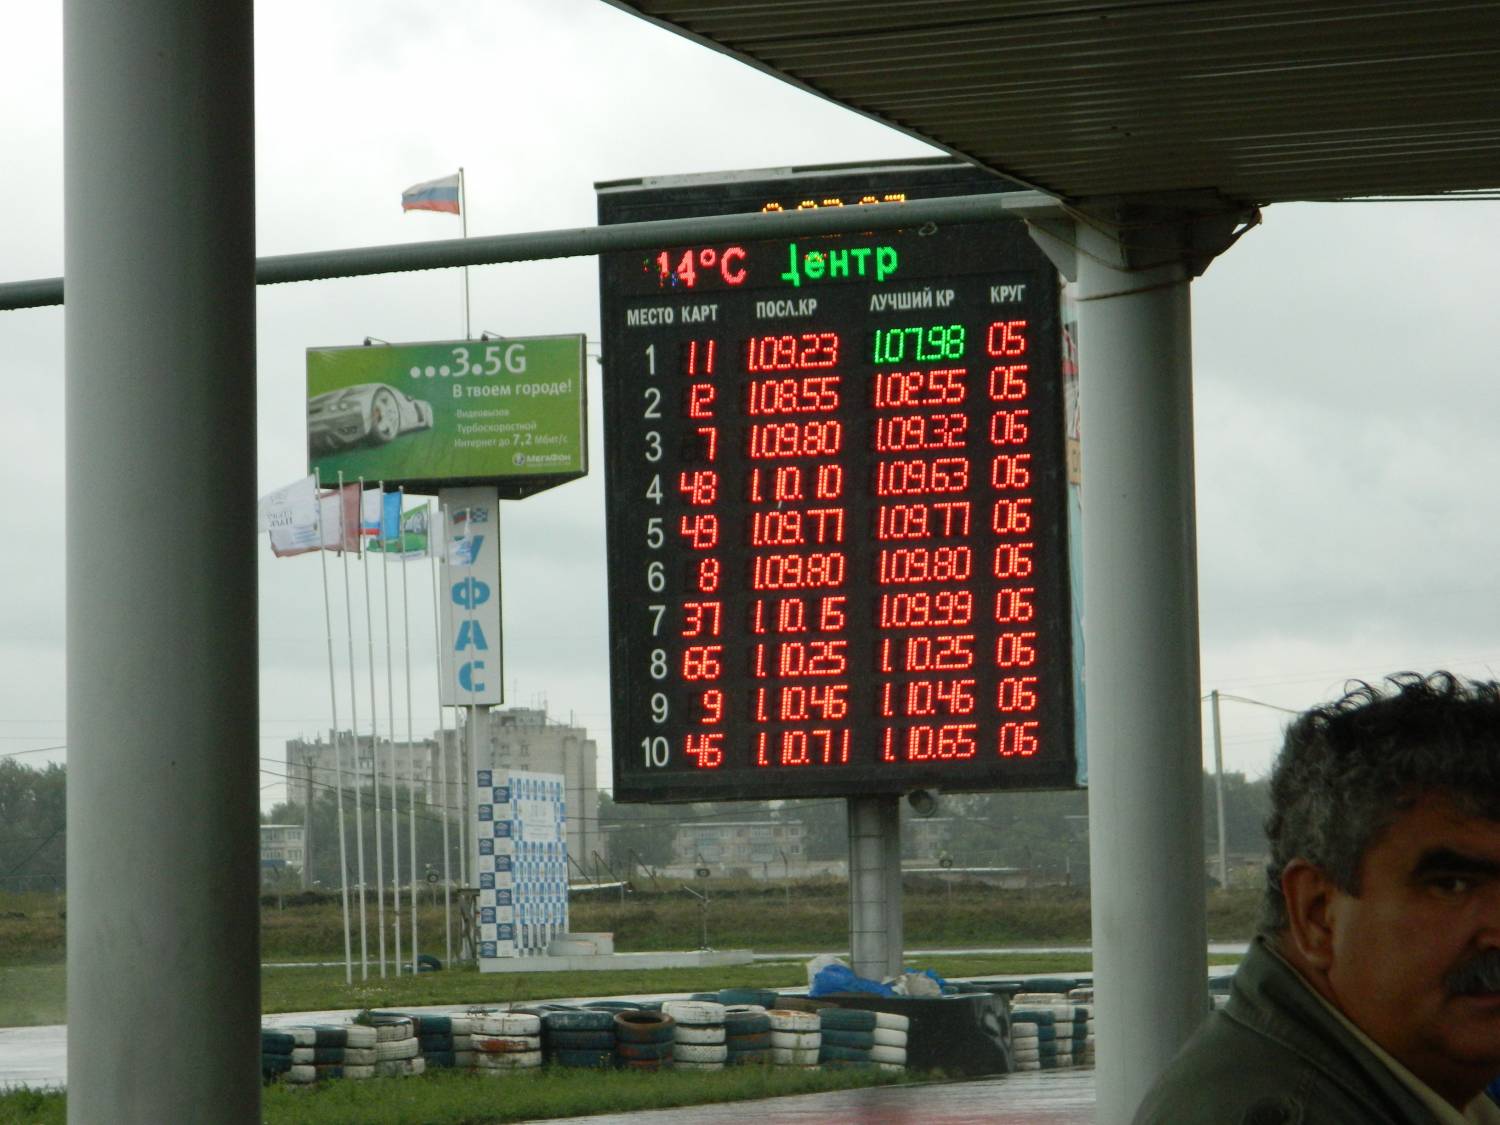 14°C Центр
МЕСТО КАРТ ПОСЛ.КР ЛУЧШИЙ КР КРУГ
1 11 1.09.23 1.07.98 05
2 12 1.08.55 1.08.55 05
3 7 1.09.80 1.09.32 06
4 48 1.10.10 1.09.63 06
5 49 1.09.77 1.09.77 06
6 8 1.09.80 1.09.80 06
7 37 1.10.15 1.09.99 06
8 66 1.10.25 1.10.25 06
9 9 1.10.46 1.10.46 06
10 46 1.10.71 1.10.65 06
...3.5G
В твоем городе!
Видеовызов
Турбоскоростной
Интернет до 7,2 Мбит/с
МегаФон
УФАС